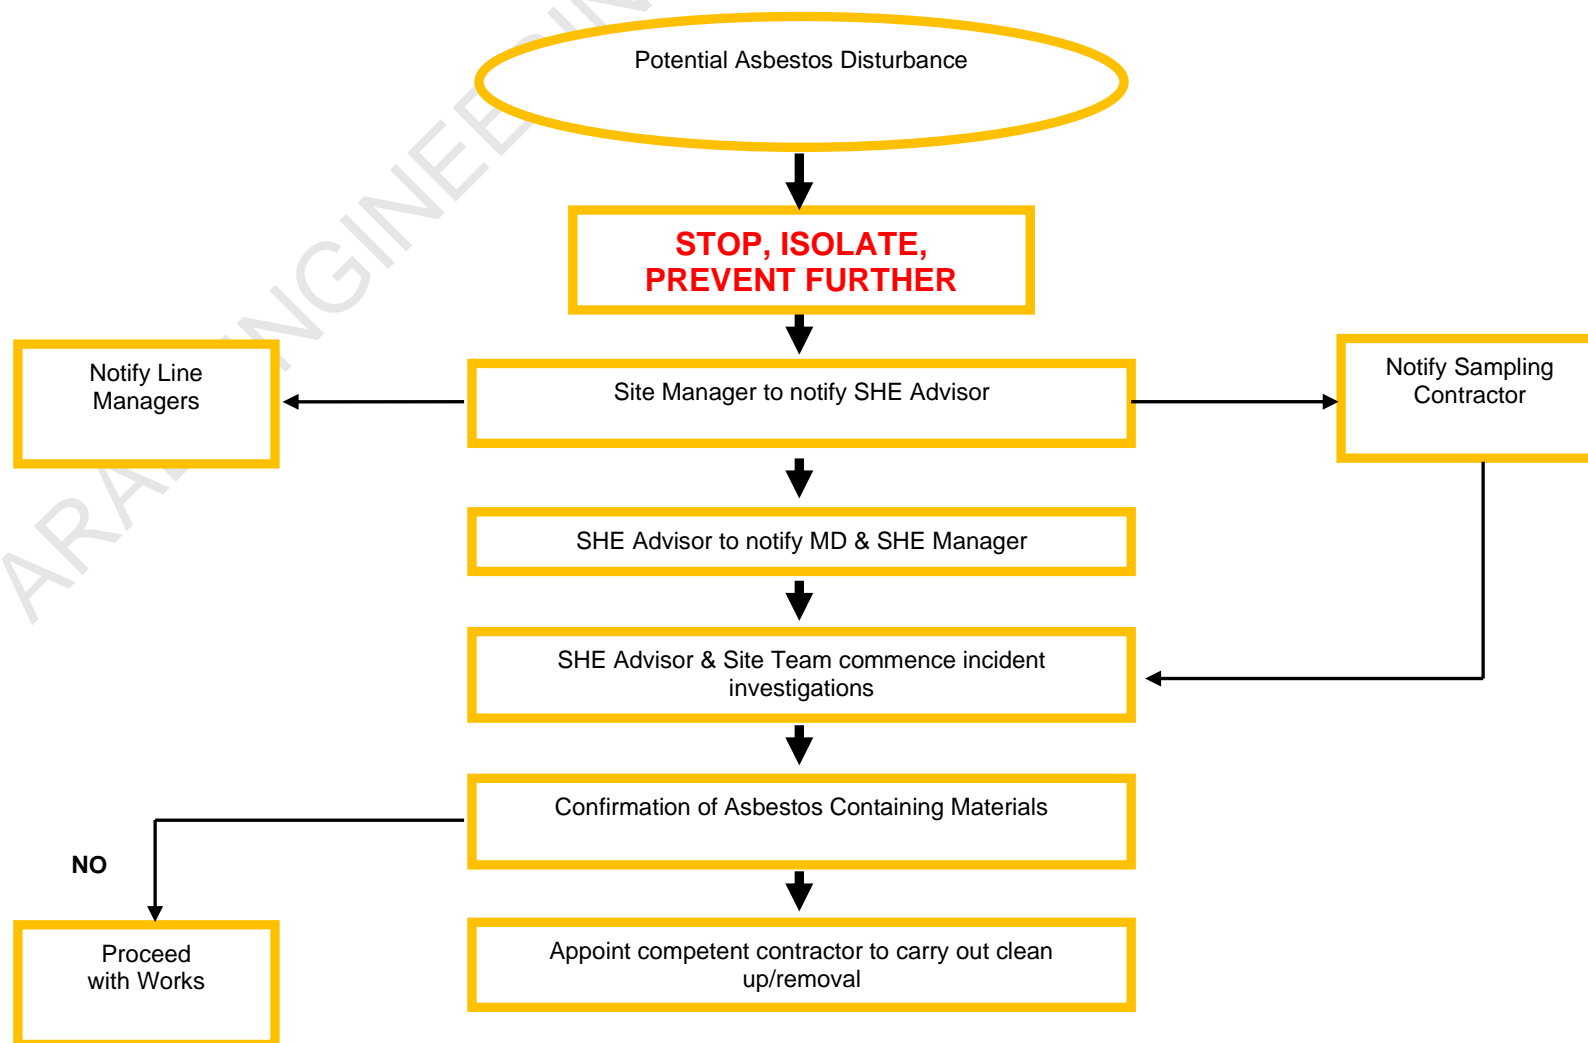 Potential Asbestos Disturbance
STOP, ISOLATE,
PREVENT FURTHER
Notify Line
Managers
Site Manager to notify SHE Advisor
Notify Sampling
Contractor
SHE Advisor to notify MD & SHE Manager
SHE Advisor & Site Team commence incident
investigations
Confirmation of Asbestos Containing Materials
NO
Proceed
with Works
Appoint competent contractor to carry out clean
up/removal